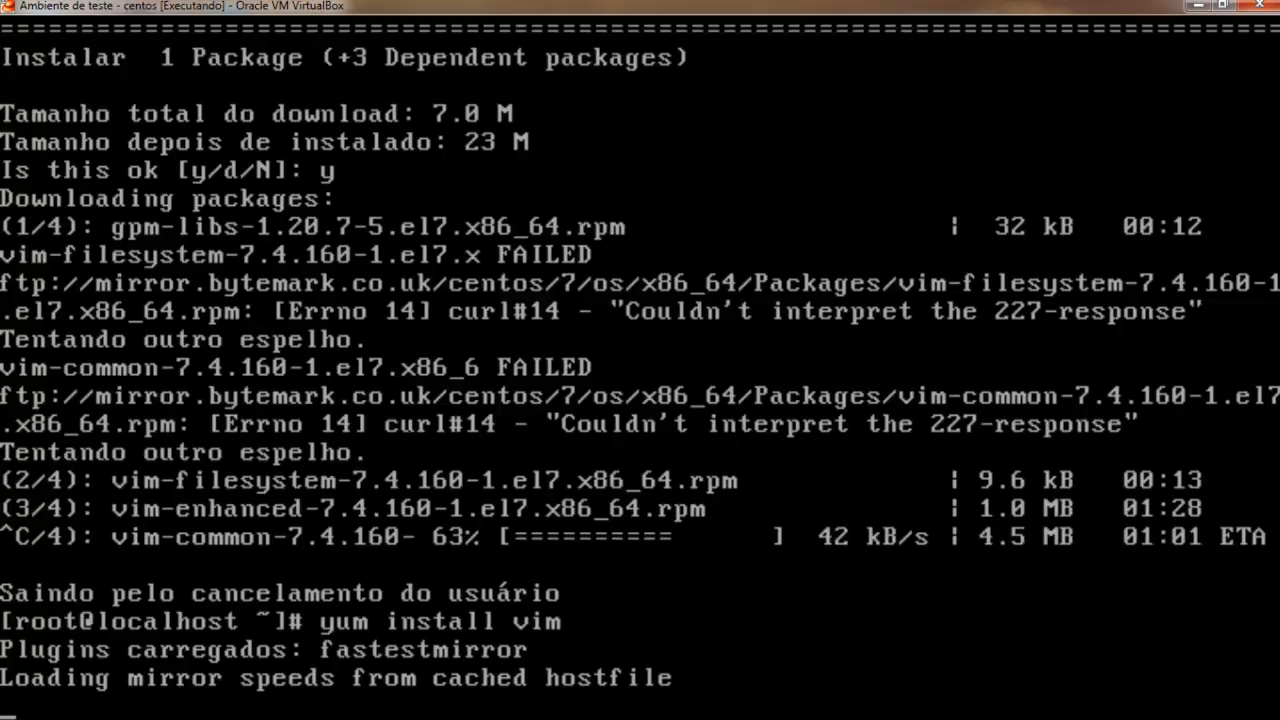 Ambiente de teste - centos [Executando] - Oracle VM VirtualBox
================================================================================
Instalar  1 Package (+3 Dependent packages)
Tamanho total do download: 7.0 M
Tamanho depois de instalado: 23 M
Is this ok [y/d/N]: y
Downloading packages:
(1/4): gpm-libs-1.20.7-5.el7.x86_64.rpm                    |  32 kB   00:12
vim-filesystem-7.4.160-1.el7.x FAILED
ftp://mirror.bytemark.co.uk/centos/7/os/x86_64/Packages/vim-filesystem-7.4.160-1
.el7.x86_64.rpm: [Errno 14] curl#14 - "Couldn't interpret the 227-response"
Tentando outro espelho.
vim-common-7.4.160-1.el7.x86_6 FAILED
ftp://mirror.bytemark.co.uk/centos/7/os/x86_64/Packages/vim-common-7.4.160-1.el7
.x86_64.rpm: [Errno 14] curl#14 - "Couldn't interpret the 227-response"
Tentando outro espelho.
(2/4): vim-filesystem-7.4.160-1.el7.x86_64.rpm             | 9.6 kB   00:13
(3/4): vim-enhanced-7.4.160-1.el7.x86_64.rpm               | 1.0 MB   01:28
^C/4): vim-common-7.4.160- 63% [==========      ]  42 kB/s | 4.5 MB   01:01 ETA
Saindo pelo cancelamento do usuário
[root@localhost ~]# yum install vim
Plugins carregados: fastestmirror
Loading mirror speeds from cached hostfile